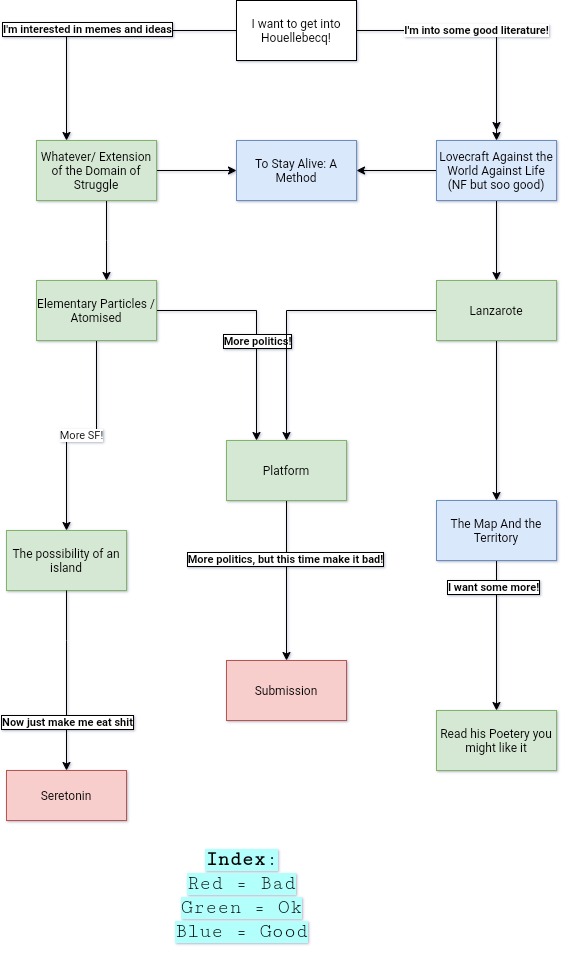 I want to get into
Houellebecq!
I'm interested in memes and ideas
I'm into some good literature!
Whatever/ Extension
of the Domain of
Struggle
To Stay Alive: A
Method
Lovecraft Against the
World Against Life
(NF but soo good)
Elementary Particles /
Atomised
Lanzarote
More politics!
More SF!
Platform
The possibility of an
island
The Map And the
Territory
More politics, but this time make it bad!
I want some more!
Submission
Now just make me eat shit
Read his Poetery you
might like it
Seretonin
Index:
Red = Bad
Green = Ok
Blue = Good